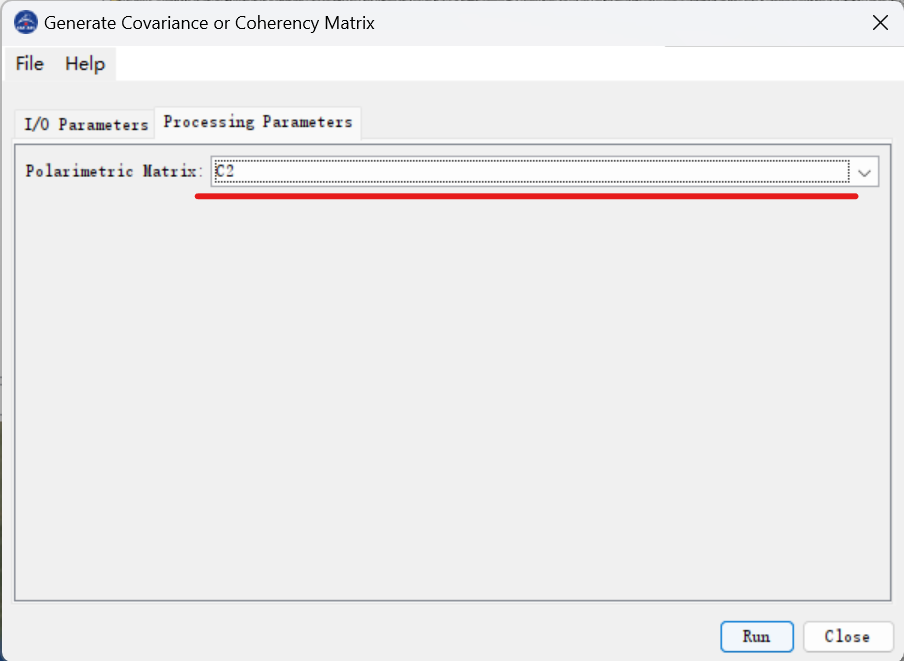 Generate Covariance or Coherency Matrix
File Help
I/O Parameters Processing Parameters
Polarimetric Matrix: C2
Run Close